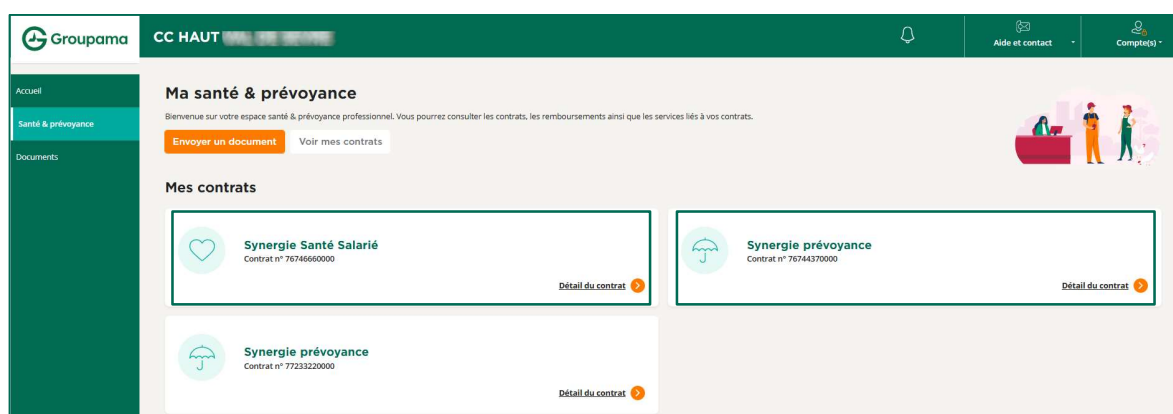 Groupama
CC HAUT
Aide et contact
Compte(s)
Accueil
Santé & prévoyance
Documents
Ma santé & prévoyance
Bienvenue sur votre espace santé & prévoyance professionnel. Vous pourrez consulter les contrats, les remboursements ainsi que les services liés à vos contrats.
Envoyer un document
Voir mes contrats
Mes contrats
Synergie Santé Salarié
Contrat n° 76746660000
Détail du contrat
Synergie prévoyance
Contrat n° 76744370000
Détail du contrat
Synergie prévoyance
Contrat n° 77233220000
Détail du contrat